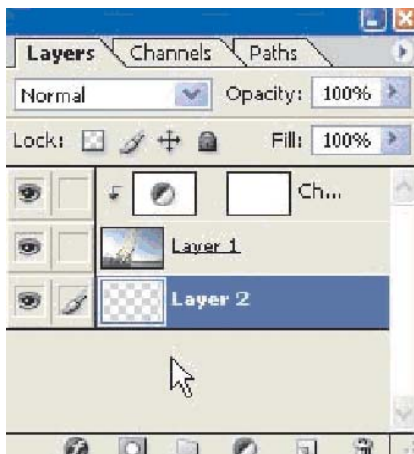 Layers Channels Paths
Normal Opacity: 100%
Lock: Fill: 100%
Ch...
Layer 1
Layer 2